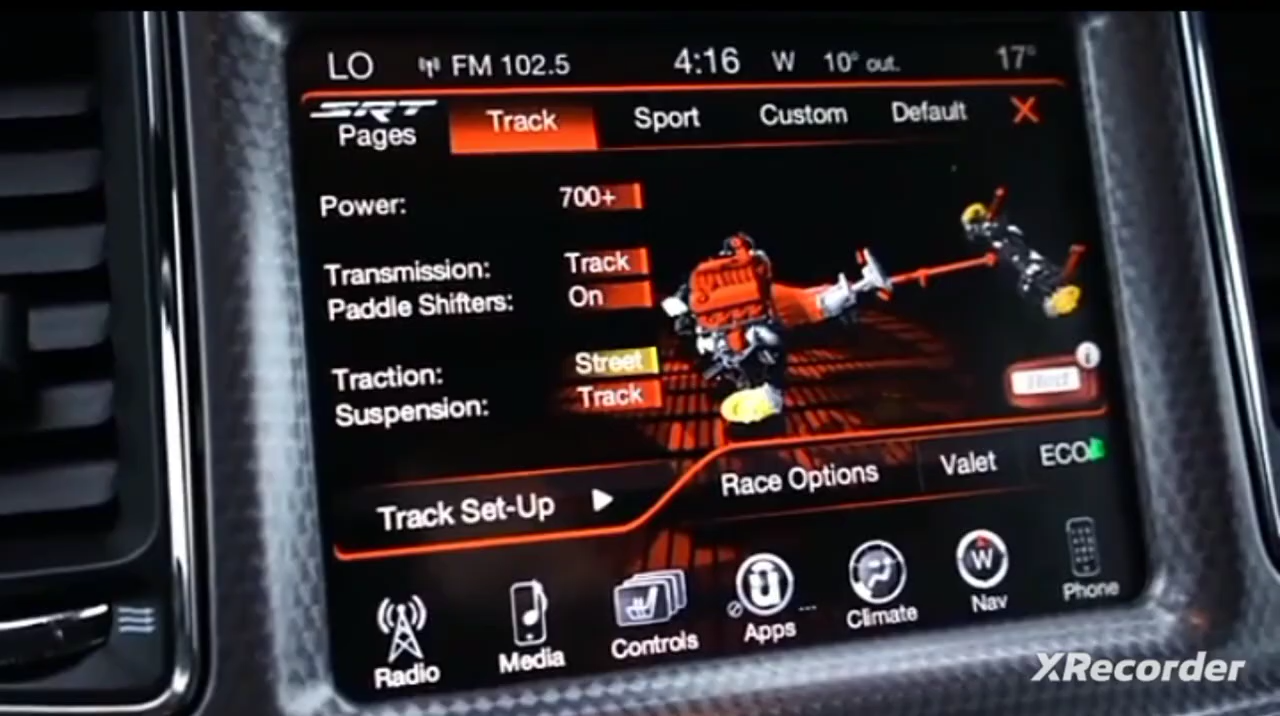 LO FM 102.5 4:16 W 10° out. 17°
SRT Track Sport Custom Default X
Pages
Power: 700+
Transmission: Track
Paddle Shifters: On
Traction: Street
Suspension: Track
Track Set-Up Race Options Valet ECO
W
Radio Media Controls Apps Climate Nav Phone
XRecorder